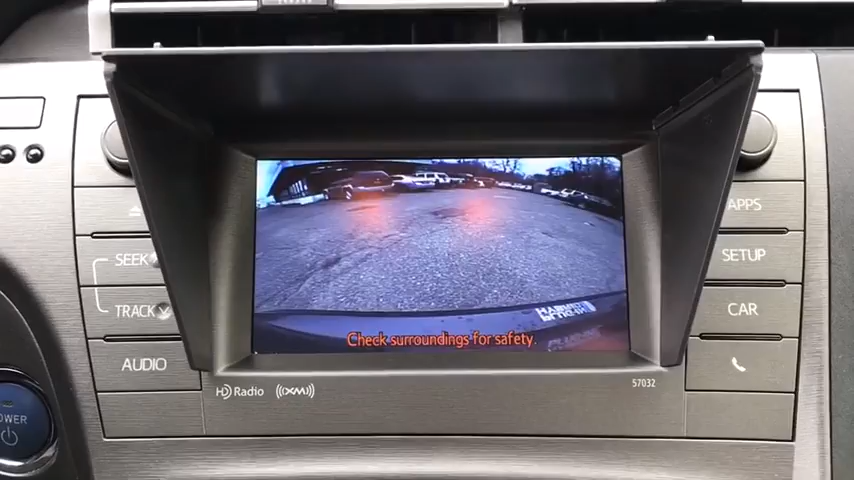 APPS
SEEK
SETUP
TRACK
CAR
Check surroundings for safety.
AUDIO
HD Radio
((XM))
57032
POWER